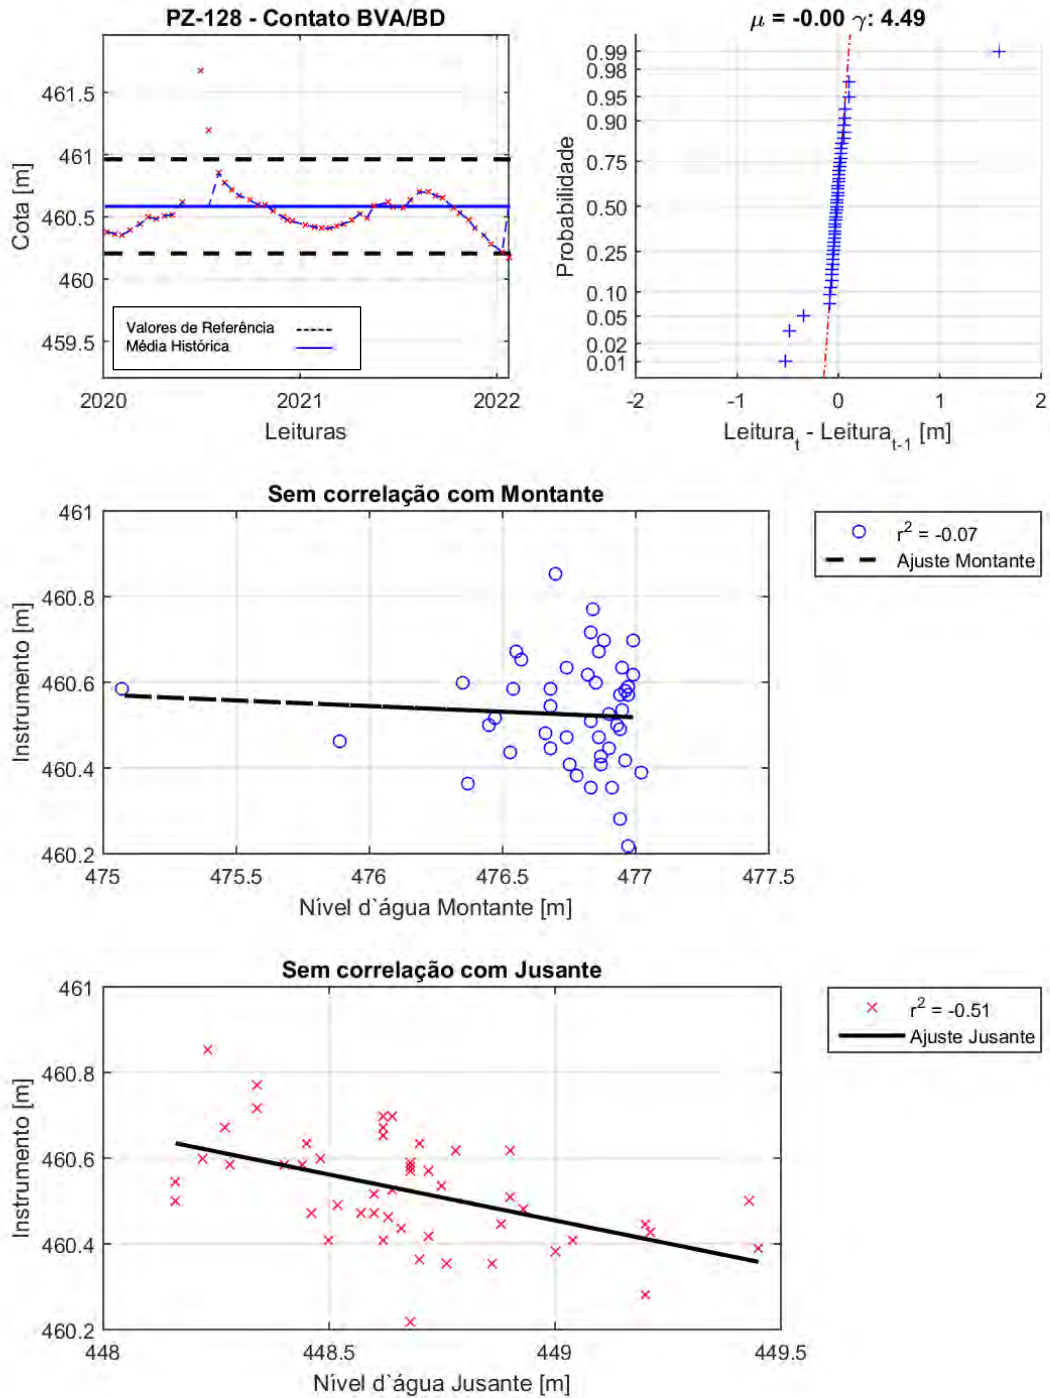 PZ-128 - Contato BVA/BD
461.5
461
460.5
460
459.5
Cota [m]
Valores de Referência
Média Histórica
2020
2021
2022
Leituras
μ = -0.00 γ: 4.49
0.99
0.98
0.95
0.90
0.75
0.50
0.25
0.10
0.05
0.02
0.01
Probabilidade
-2
-1
0
1
2
Leitura_t - Leitura_t-1 [m]
Sem correlação com Montante
461
460.8
460.6
460.4
460.2
Instrumento [m]
475
475.5
476
476.5
477
477.5
Nível d`água Montante [m]
r² = -0.07
Ajuste Montante
Sem correlação com Jusante
461
460.8
460.6
460.4
460.2
Instrumento [m]
448
448.5
449
449.5
Nível d`água Jusante [m]
r² = -0.51
Ajuste Jusante